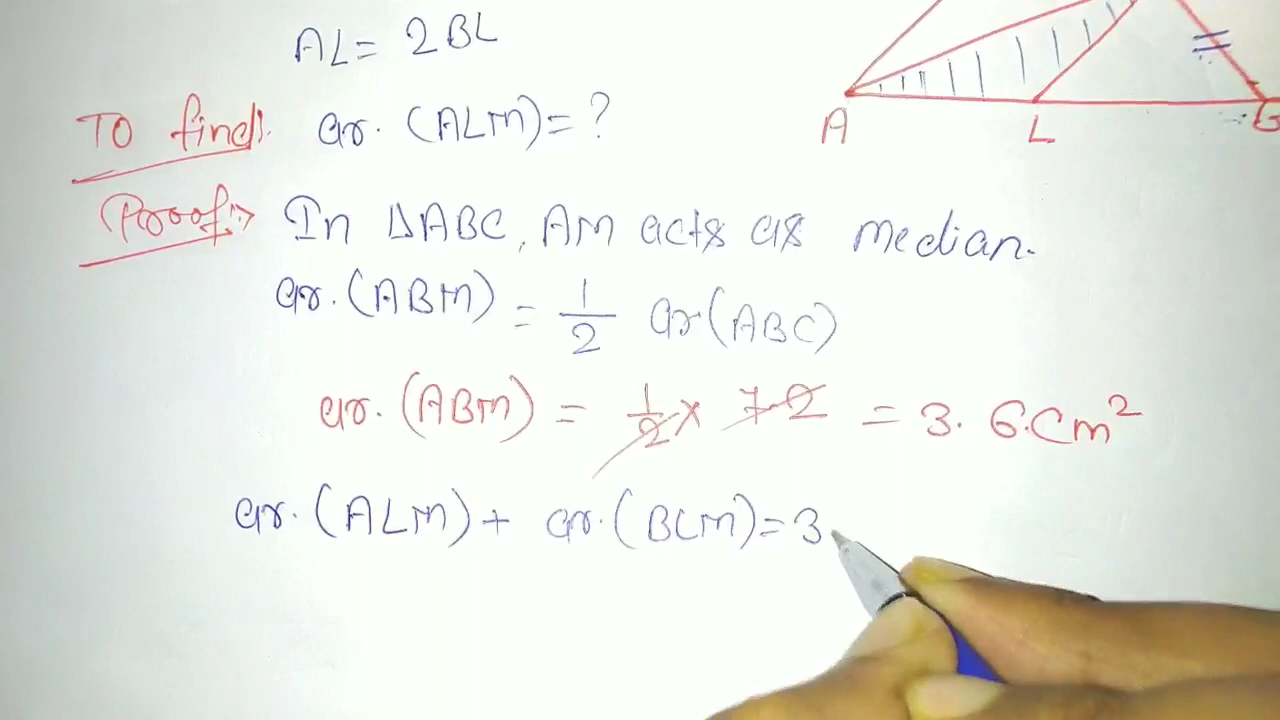 AL = 2BL
To find:
ar. (ALM) = ?
A
L
Proof:-
In ΔABC, AM acts as median.
ar. (ABM) = 1/2 ar(ABC)
ar. (ABM) = 1/2 × 7.2 = 3.6 cm²
ar. (ALM) + ar. (BLM) = 3